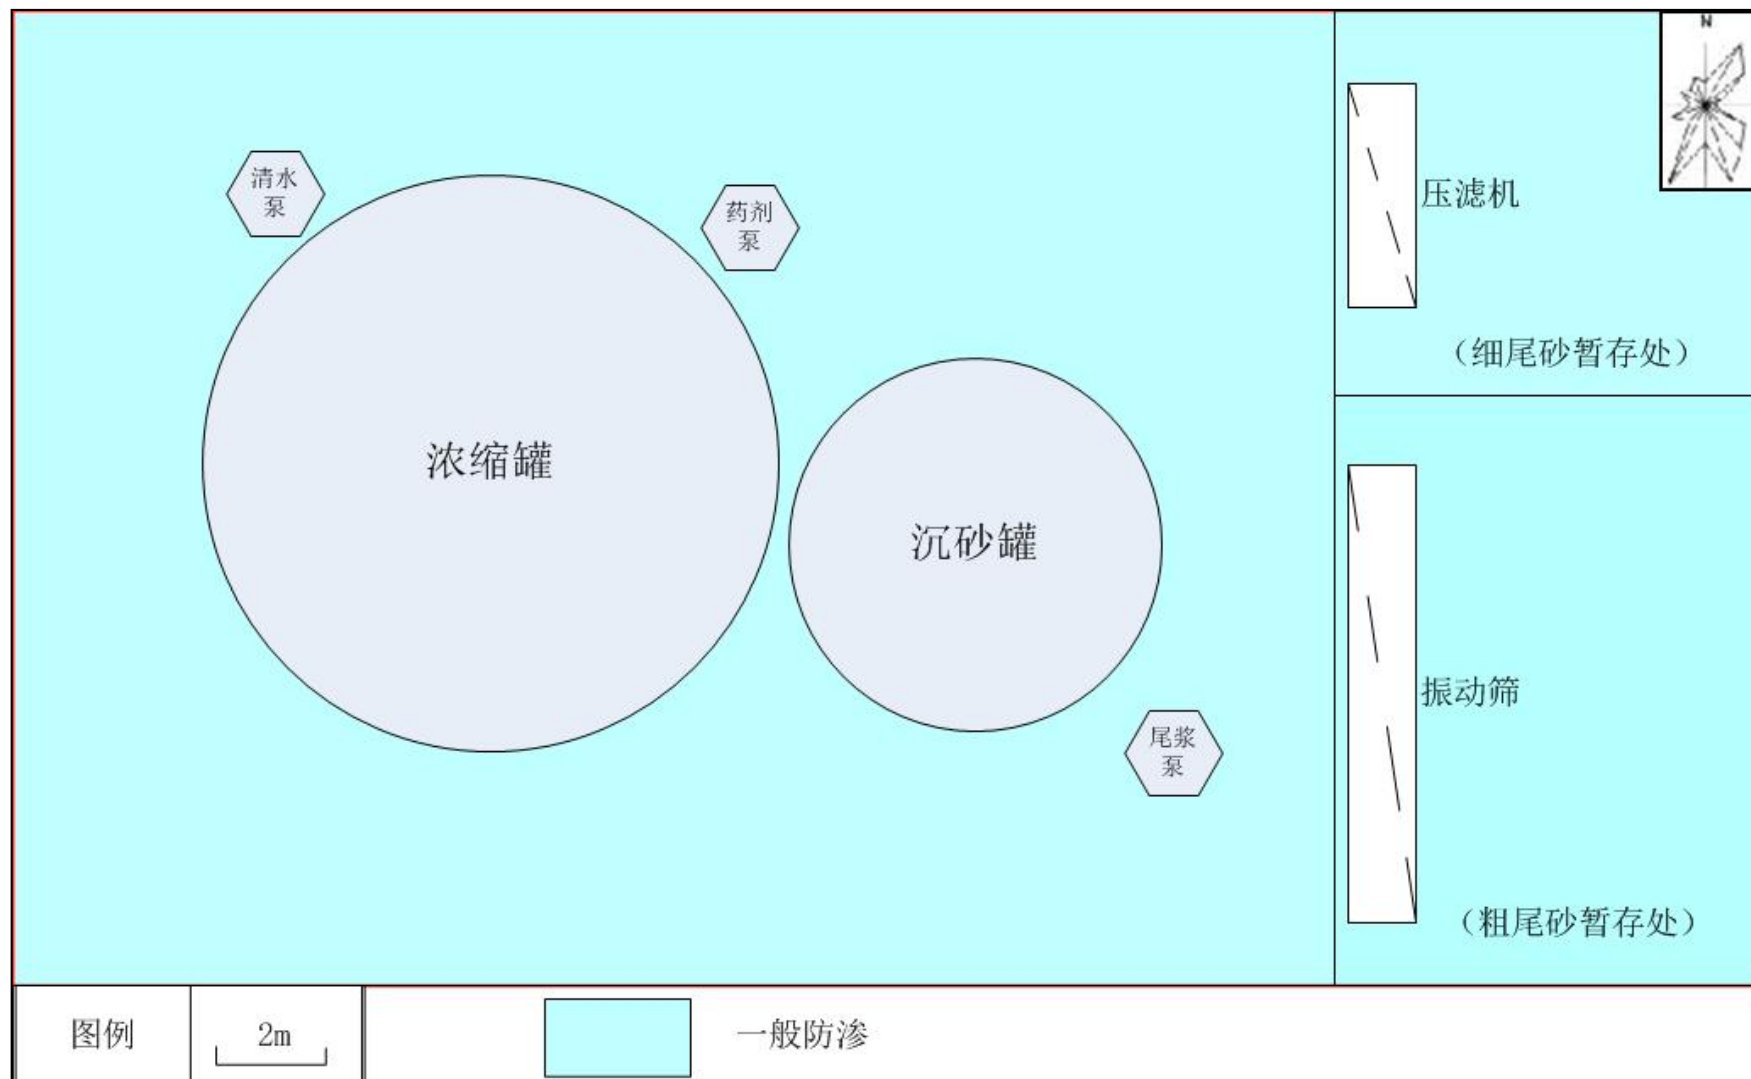 N
清水
泵
药剂
泵
压滤机
（细尾砂暂存处）
浓缩罐
沉砂罐
振动筛
尾浆
泵
（粗尾砂暂存处）
图例
2m
一般防渗